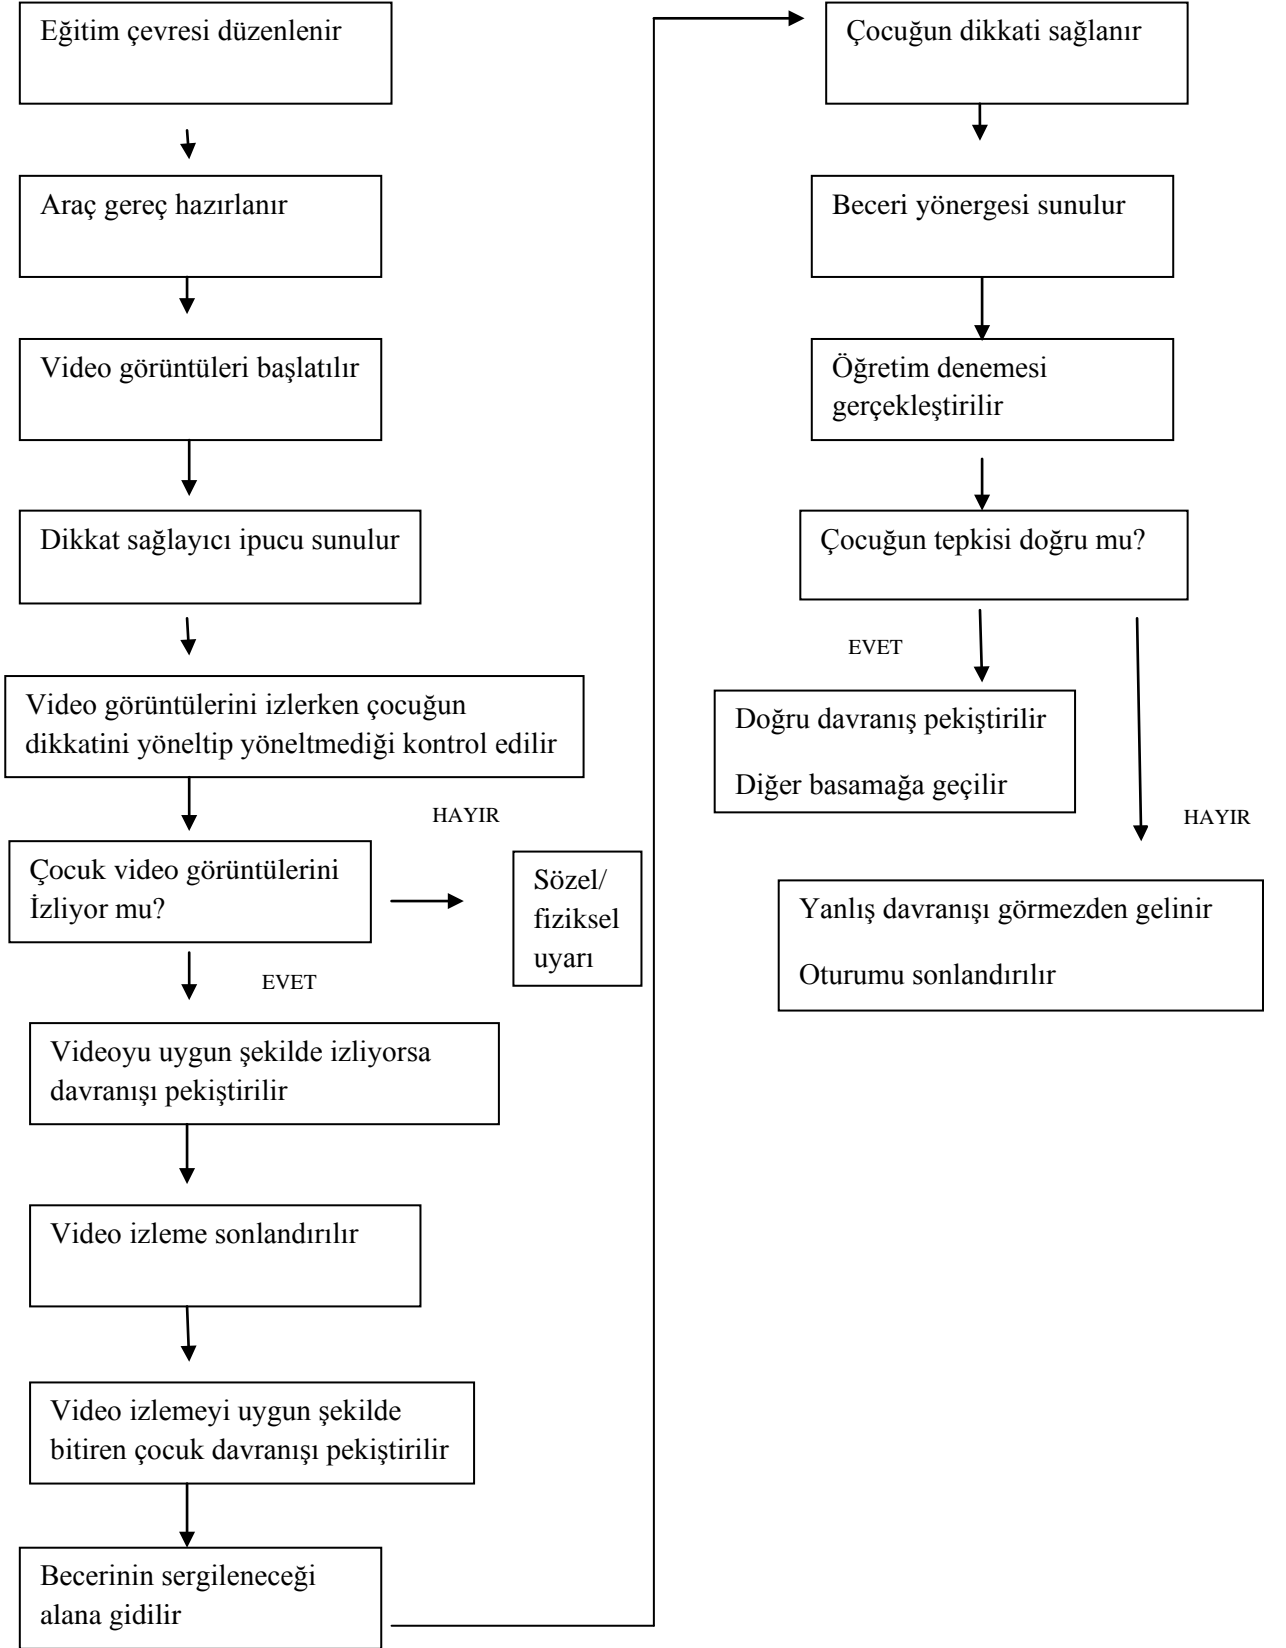 Eğitim çevresi düzenlenir
Araç gereç hazırlanır
Video görüntüleri başlatılır
Dikkat sağlayıcı ipucu sunulur
Video görüntülerini izlerken çocuğun
dikkatini yöneltip yöneltmediği kontrol edilir
HAYIR
Çocuk video görüntülerini
İzliyor mu?
Sözel/
fiziksel
uyarı
EVET
Videoyu uygun şekilde izliyorsa
davranışı pekiştirilir
Video izleme sonlandırılır
Video izlemeyi uygun şekilde
bitiren çocuk davranışı pekiştirilir
Becerinin sergileneceği
alana gidilir
Çocuğun dikkati sağlanır
Beceri yönergesi sunulur
Öğretim denemesi
gerçekleştirilir
Çocuğun tepkisi doğru mu?
EVET
Doğru davranış pekiştirilir
Diğer basamağa geçilir
HAYIR
Yanlış davranışı görmezden gelinir
Oturumu sonlandırılır